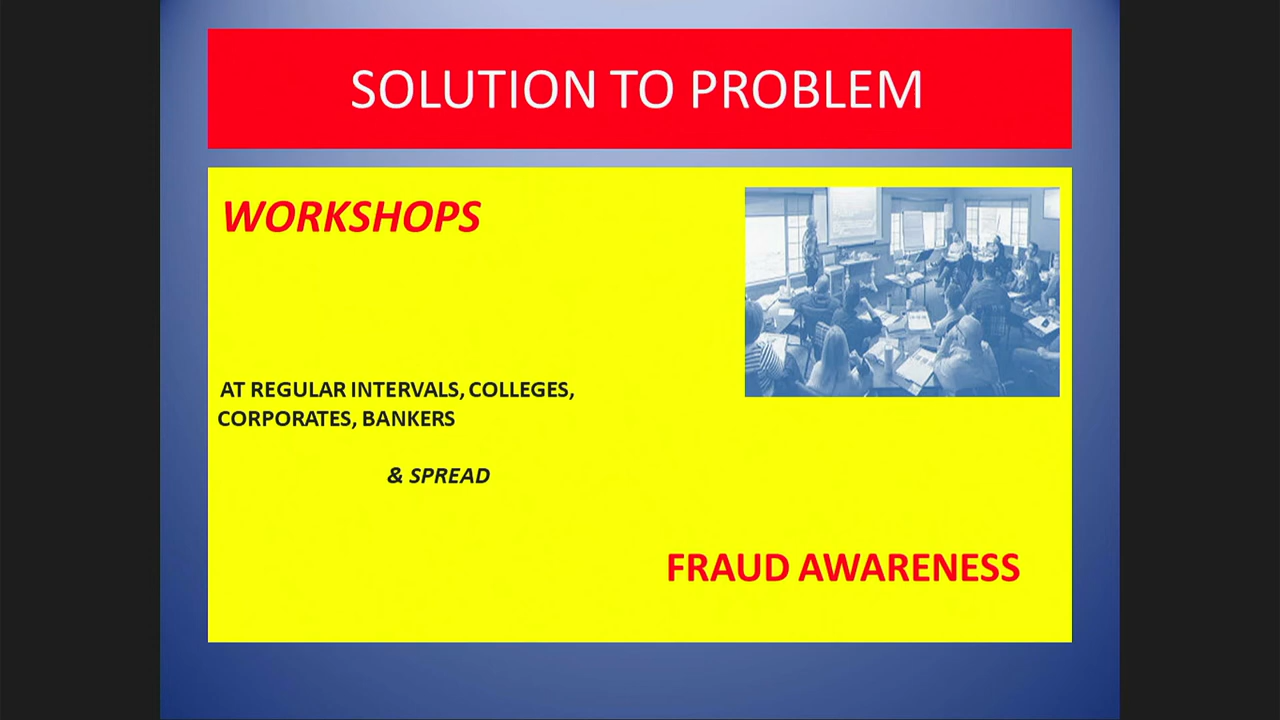 SOLUTION TO PROBLEM
WORKSHOPS
AT REGULAR INTERVALS, COLLEGES,
CORPORATES, BANKERS
& SPREAD
FRAUD AWARENESS